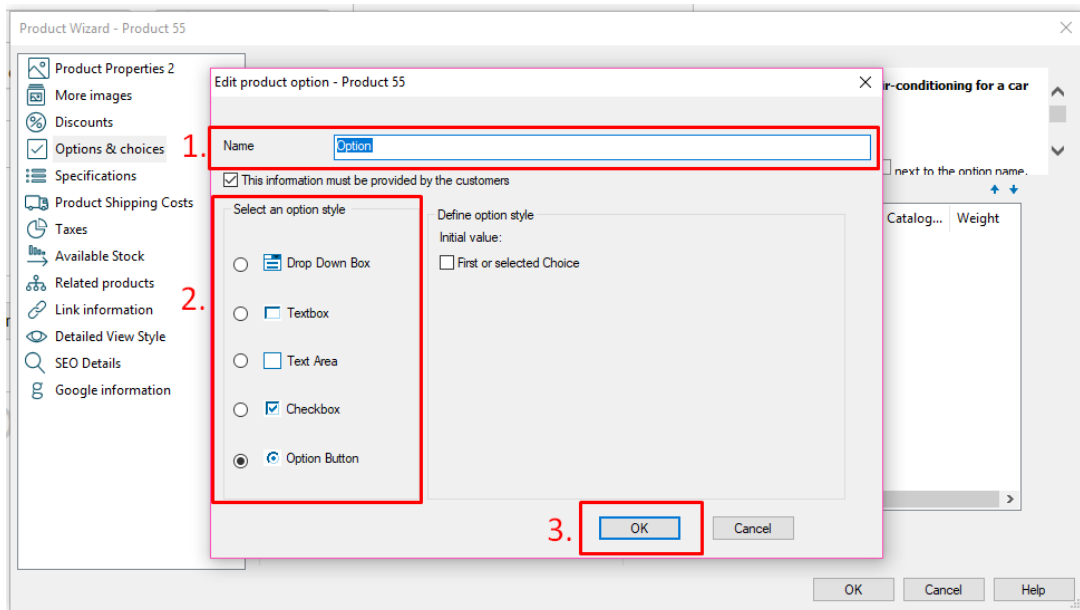 Product Wizard - Product 55
Product Properties 2
More images
Discounts
Options & choices
Specifications
Product Shipping Costs
Taxes
Available Stock
Related products
Link information
Detailed View Style
SEO Details
Google information
Edit product option - Product 55
1.
Name
Option
This information must be provided by the customers
2.
Select an option style
Drop Down Box
Textbox
Text Area
Checkbox
Option Button
Define option style
Initial value:
First or selected Choice
3.
OK
Cancel
ir-conditioning for a car
next to the option name.
Catalog... Weight
OK
Cancel
Help